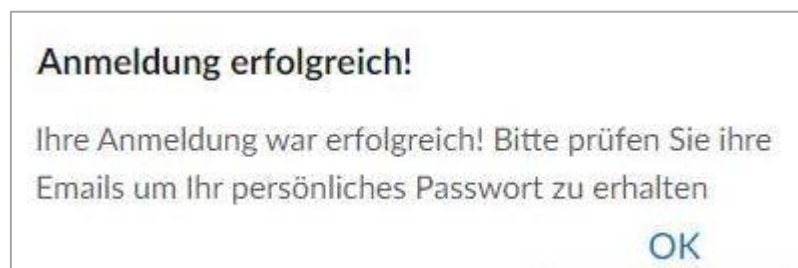 Anmeldung erfolgreich!
Ihre Anmeldung war erfolgreich! Bitte prüfen Sie ihre
Emails um Ihr persönliches Passwort zu erhalten
OK